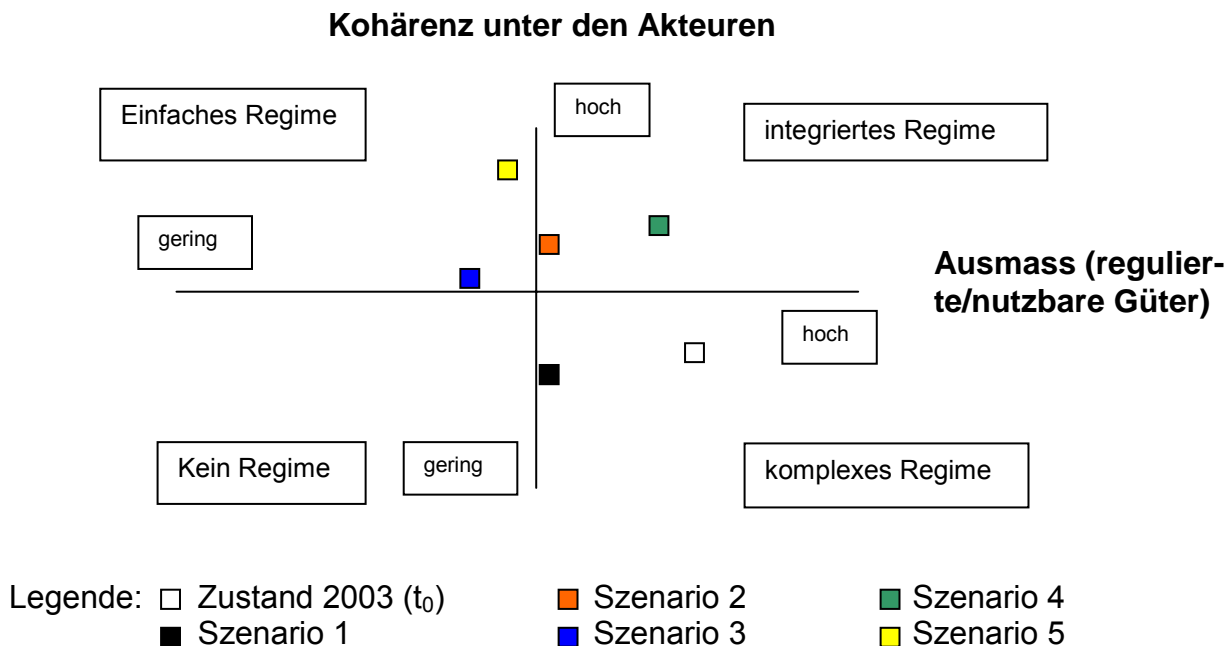 Kohärenz unter den Akteuren
Einfaches Regime
hoch
integriertes Regime
gering
Ausmass (regulier-
te/nutzbare Güter)
hoch
Kein Regime
gering
komplexes Regime
Legende: Zustand 2003 (t₀) Szenario 2 Szenario 4
Szenario 1 Szenario 3 Szenario 5